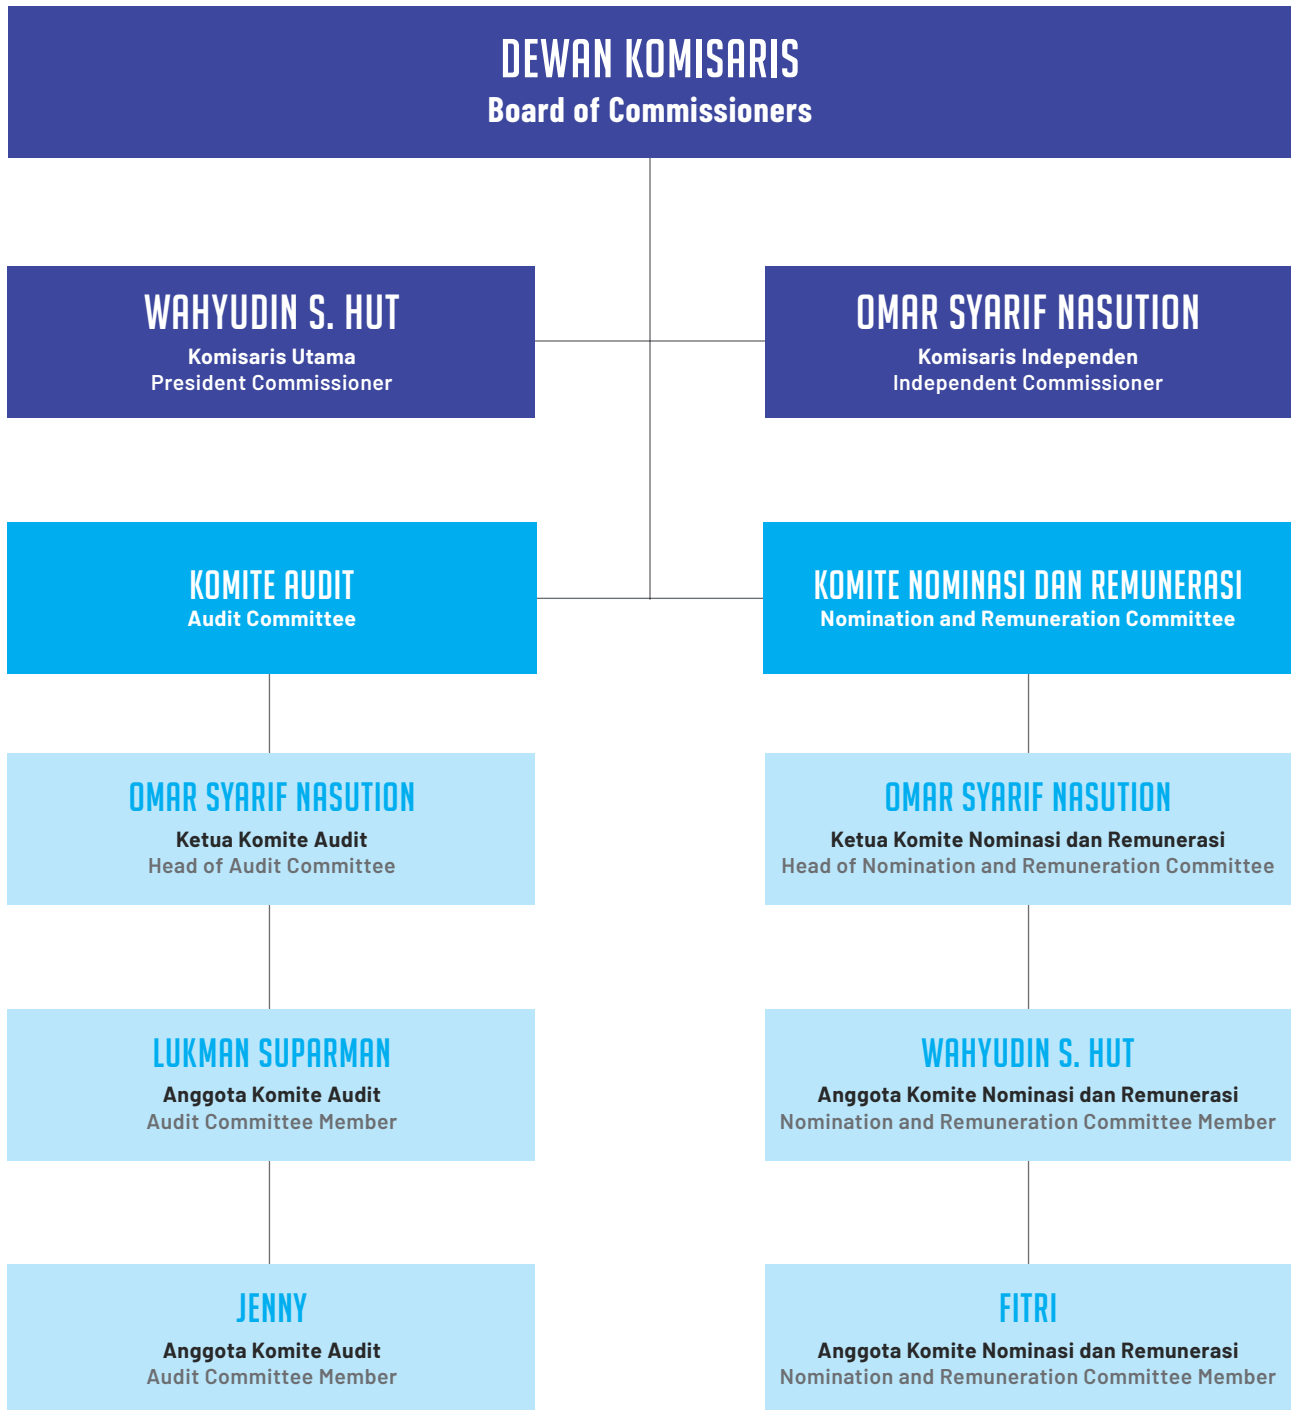 DEWAN KOMISARIS
Board of Commissioners
WAHYUDIN S. HUT
Komisaris Utama
President Commissioner
OMAR SYARIF NASUTION
Komisaris Independen
Independent Commissioner
KOMITE AUDIT
Audit Committee
KOMITE NOMINASI DAN REMUNERASI
Nomination and Remuneration Committee
OMAR SYARIF NASUTION
Ketua Komite Audit
Head of Audit Committee
OMAR SYARIF NASUTION
Ketua Komite Nominasi dan Remunerasi
Head of Nomination and Remuneration Committee
LUKMAN SUPARMAN
Anggota Komite Audit
Audit Committee Member
WAHYUDIN S. HUT
Anggota Komite Nominasi dan Remunerasi
Nomination and Remuneration Committee Member
JENNY
Anggota Komite Audit
Audit Committee Member
FITRI
Anggota Komite Nominasi dan Remunerasi
Nomination and Remuneration Committee Member